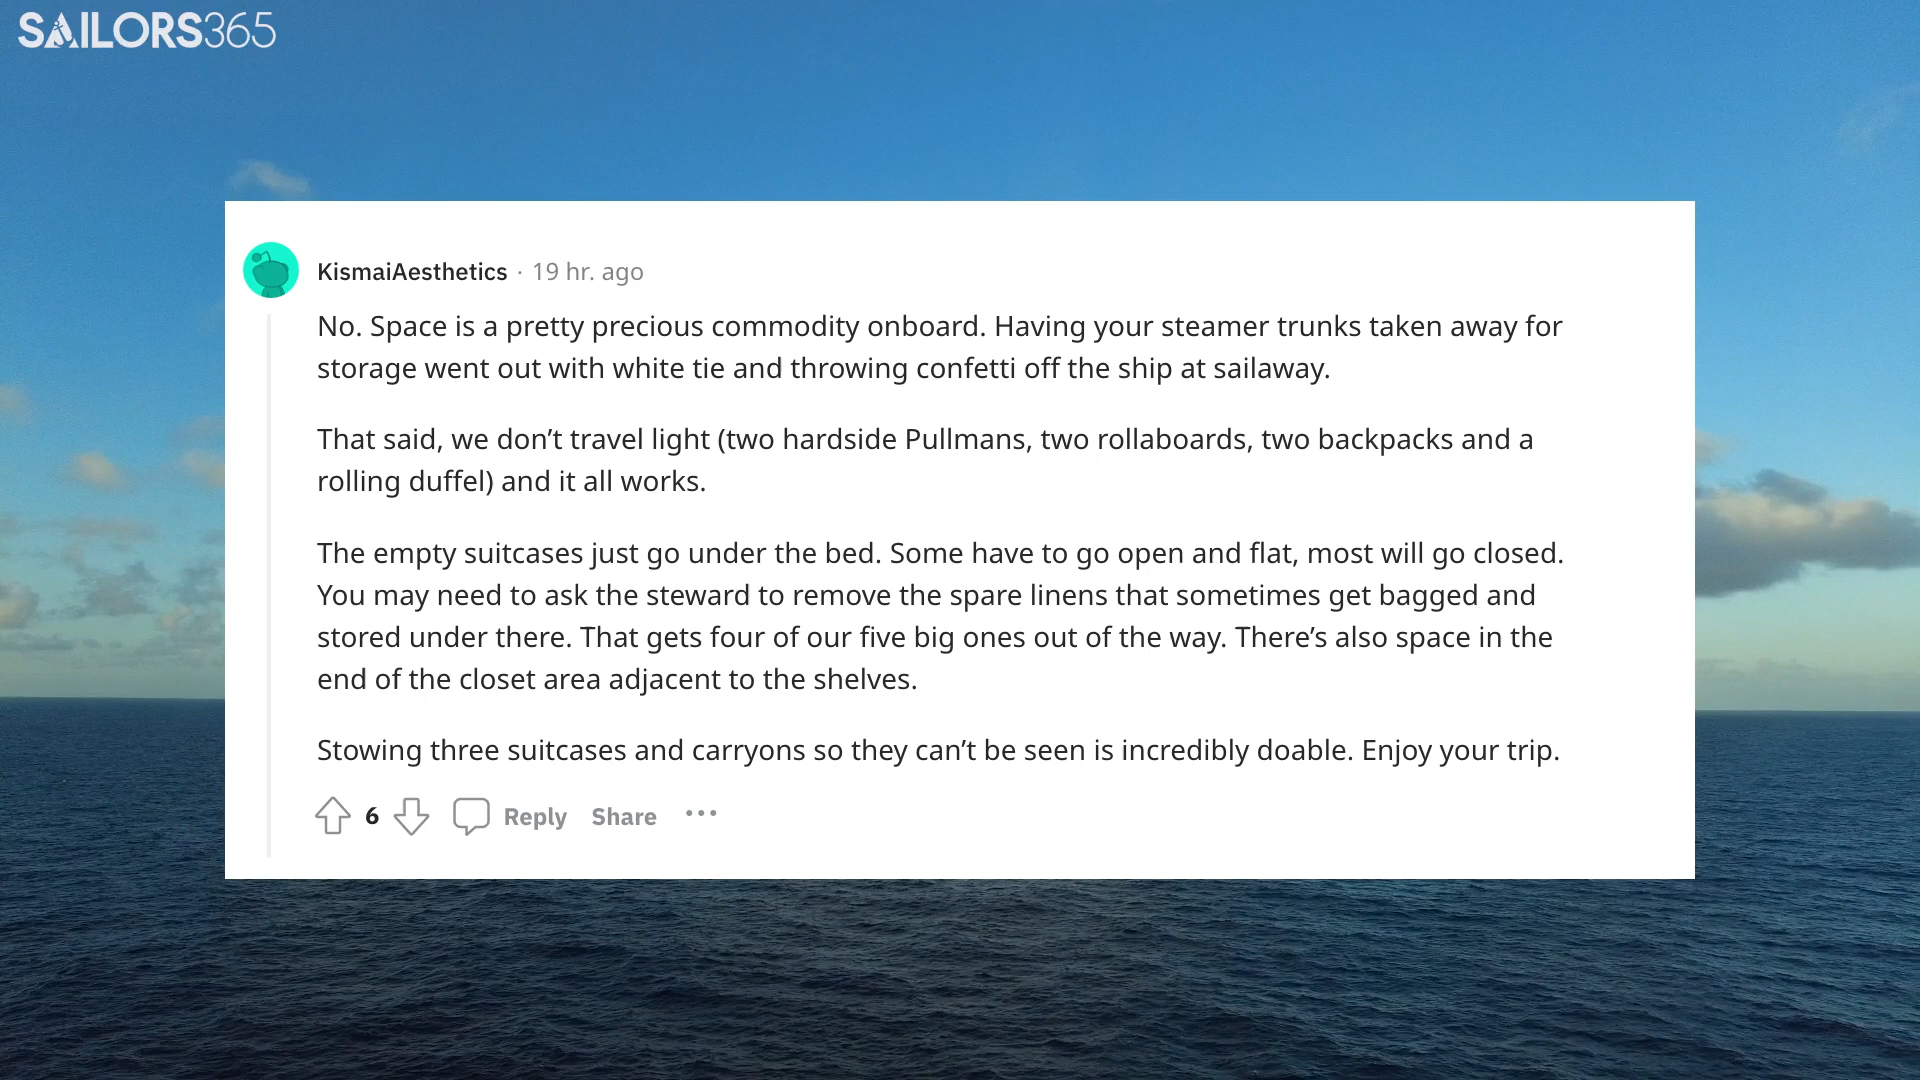 SAILORS365
KismaiAesthetics · 19 hr. ago
No. Space is a pretty precious commodity onboard. Having your steamer trunks taken away for
storage went out with white tie and throwing confetti off the ship at sailaway.
That said, we don’t travel light (two hardside Pullmans, two rollaboards, two backpacks and a
rolling duffel) and it all works.
The empty suitcases just go under the bed. Some have to go open and flat, most will go closed.
You may need to ask the steward to remove the spare linens that sometimes get bagged and
stored under there. That gets four of our five big ones out of the way. There’s also space in the
end of the closet area adjacent to the shelves.
Stowing three suitcases and carryons so they can’t be seen is incredibly doable. Enjoy your trip.
6 Reply Share ...